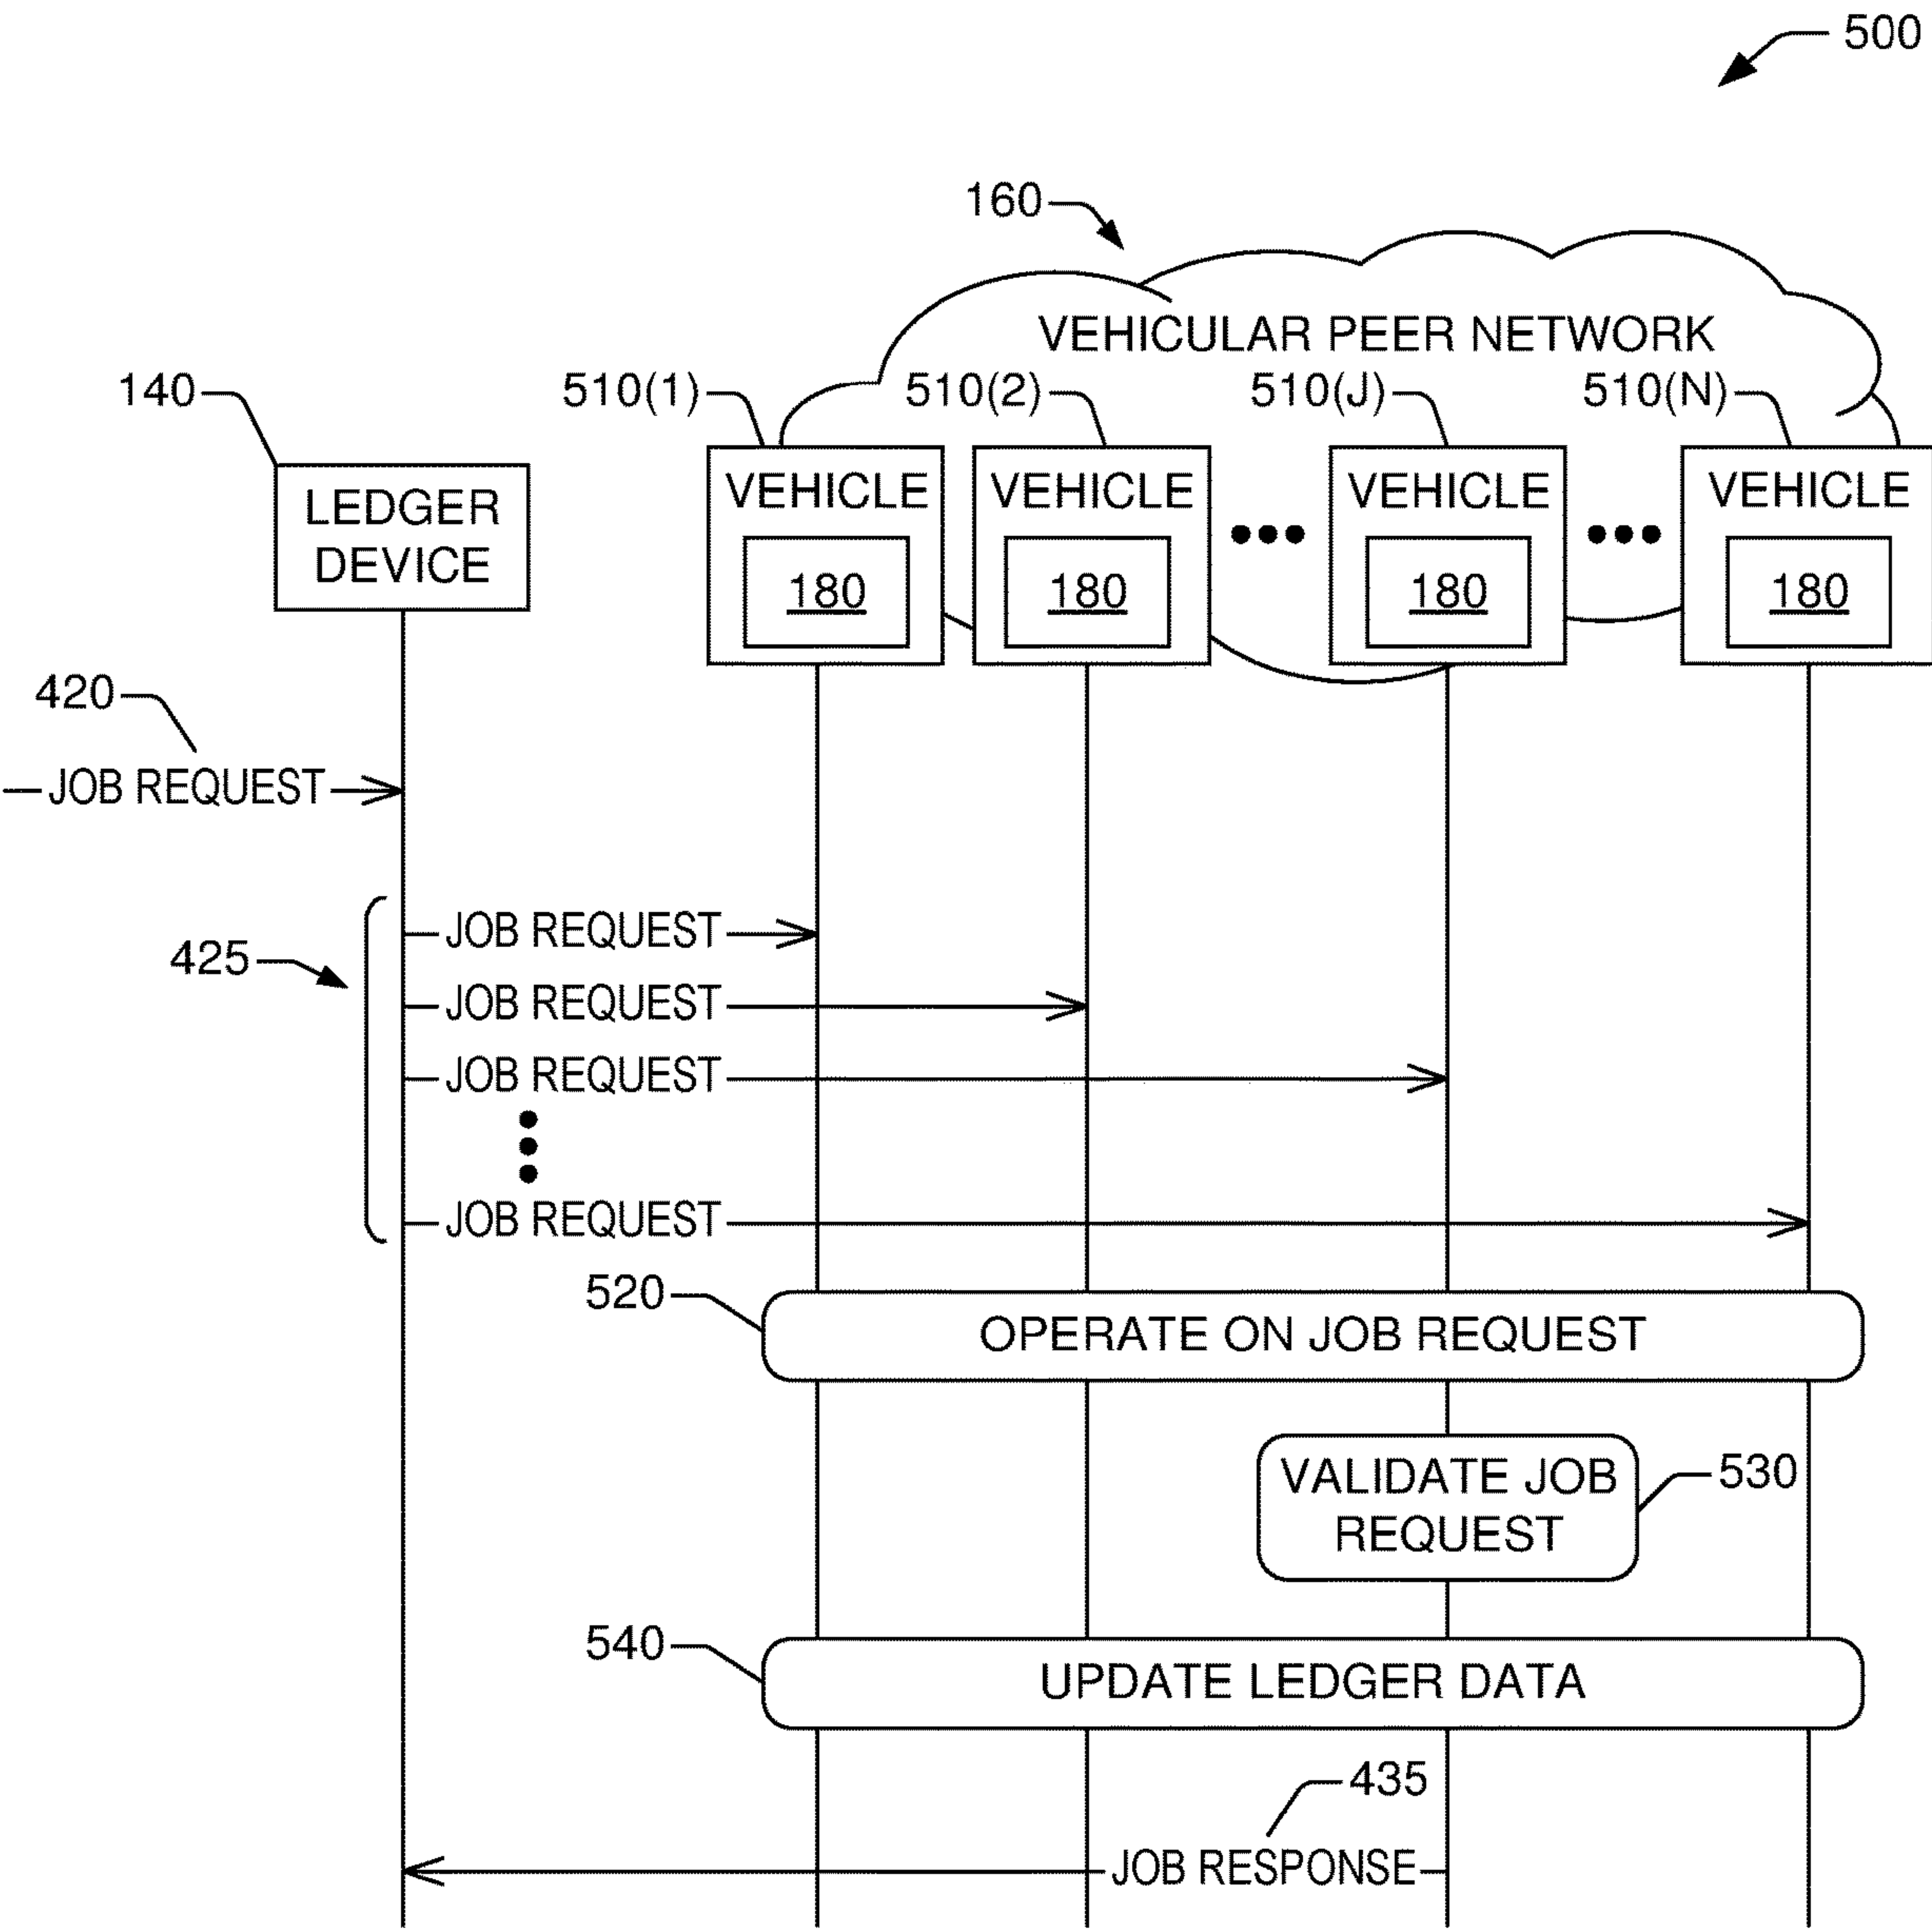 500
160
VEHICULAR PEER NETWORK
140
510(1)
510(2)
510(J)
510(N)
LEDGER
DEVICE
VEHICLE
180
VEHICLE
180
VEHICLE
180
VEHICLE
180
420
JOB REQUEST
425
JOB REQUEST
JOB REQUEST
JOB REQUEST
JOB REQUEST
520
OPERATE ON JOB REQUEST
VALIDATE JOB
REQUEST
530
540
UPDATE LEDGER DATA
435
JOB RESPONSE